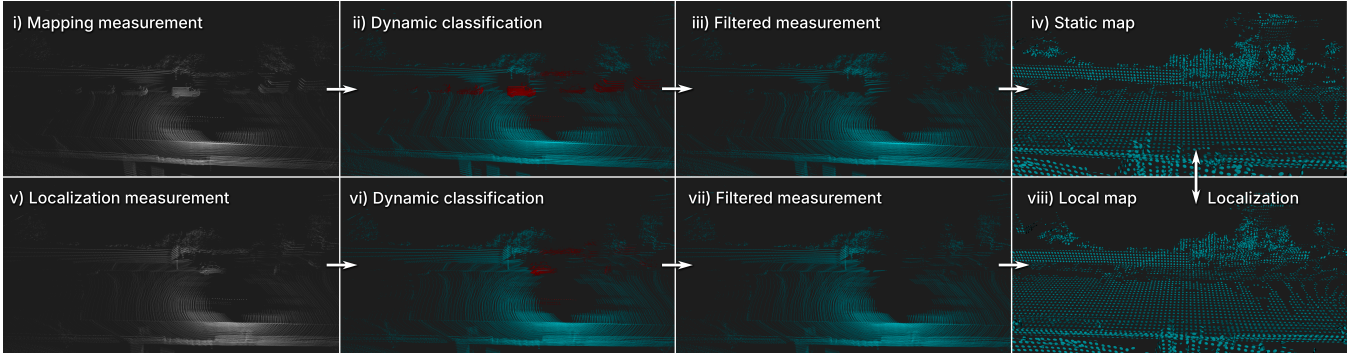 i) Mapping measurement
ii) Dynamic classification
iii) Filtered measurement
iv) Static map
v) Localization measurement
vi) Dynamic classification
vii) Filtered measurement
viii) Local map
Localization